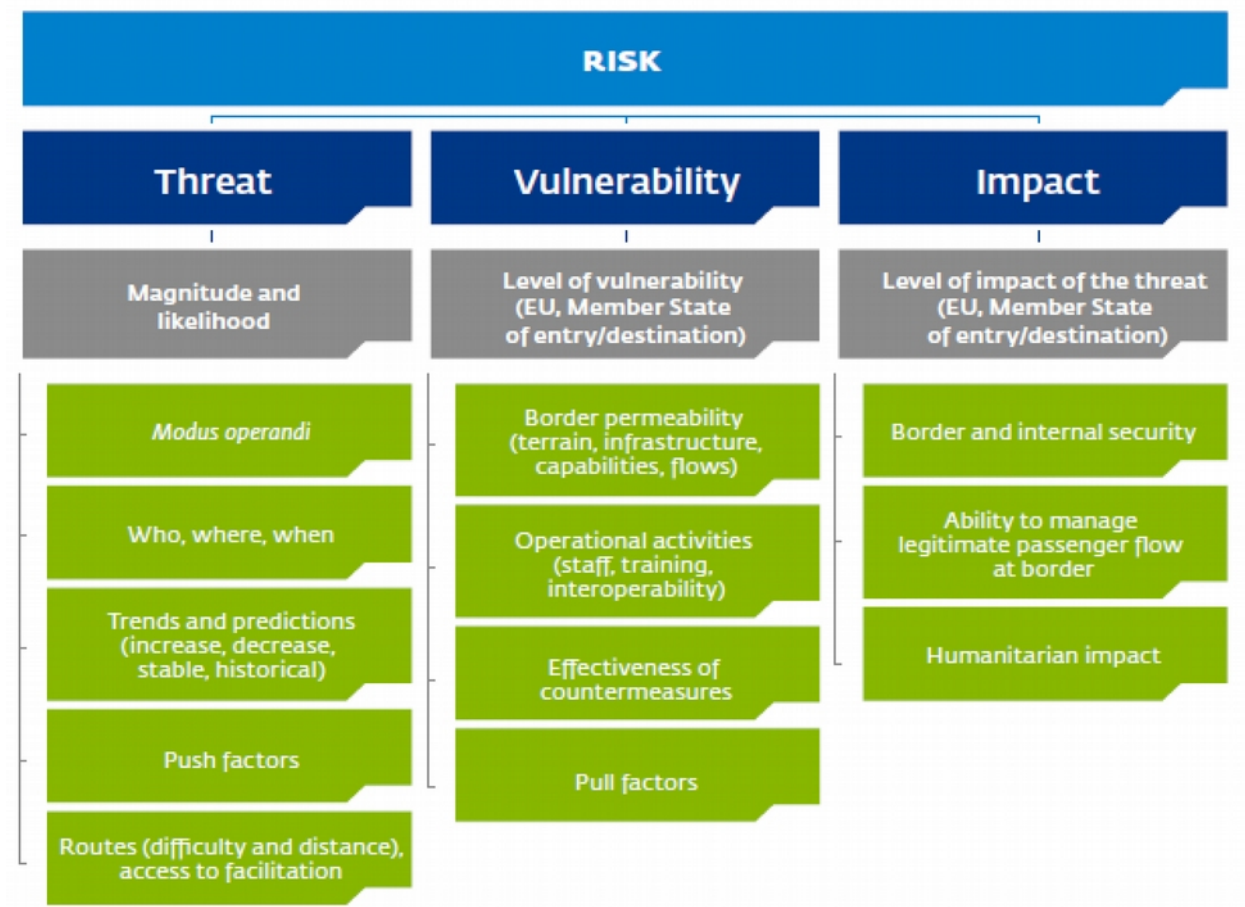 RISK
Threat
Vulnerability
Impact
Magnitude and
likelihood
Level of vulnerability
(EU, Member State
of entry/destination)
Level of impact of the threat
(EU, Member State
of entry/destination)
Modus operandi
Who, where, when
Trends and predictions
(increase, decrease,
stable, historical)
Push factors
Routes (difficulty and distance),
access to facilitation
Border permeability
(terrain, infrastructure,
capabilities, flows)
Operational activities
(staff, training,
interoperability)
Effectiveness of
countermeasures
Pull factors
Border and internal security
Ability to manage
legitimate passenger flow
at border
Humanitarian impact